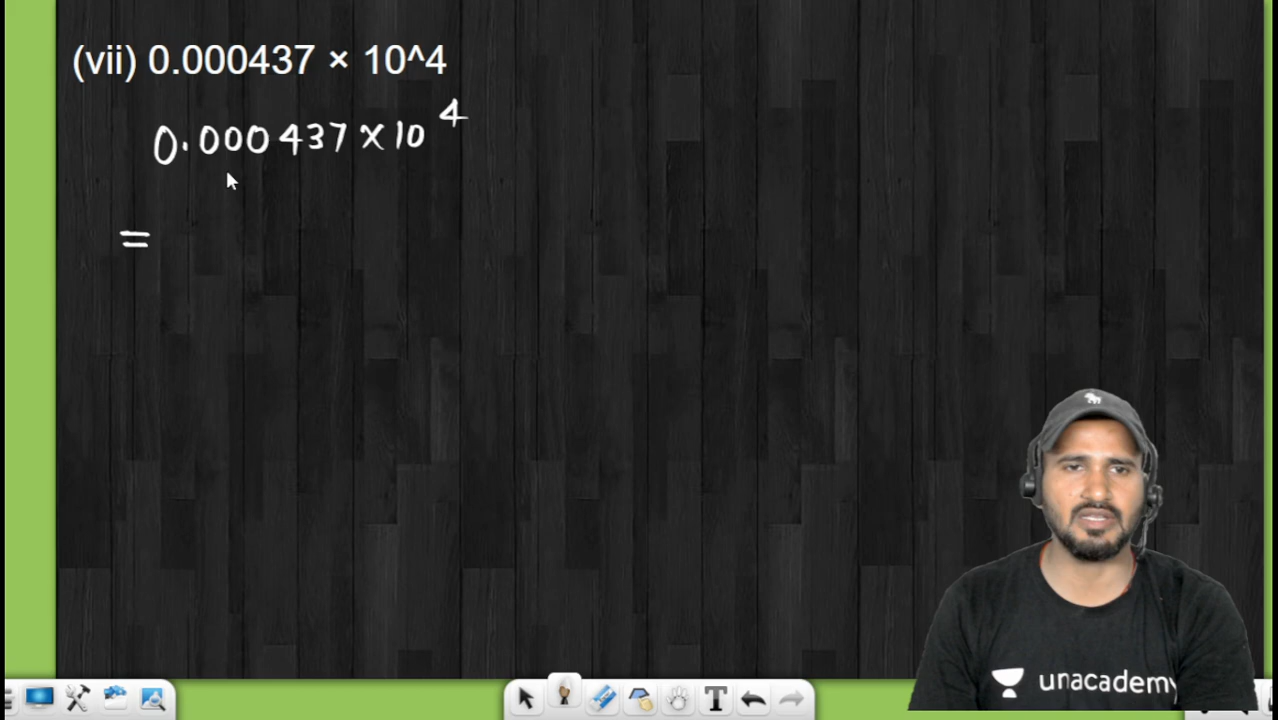 (vii) 0.000437 × 10^4
0.000437 × 10 4
=
unacademy